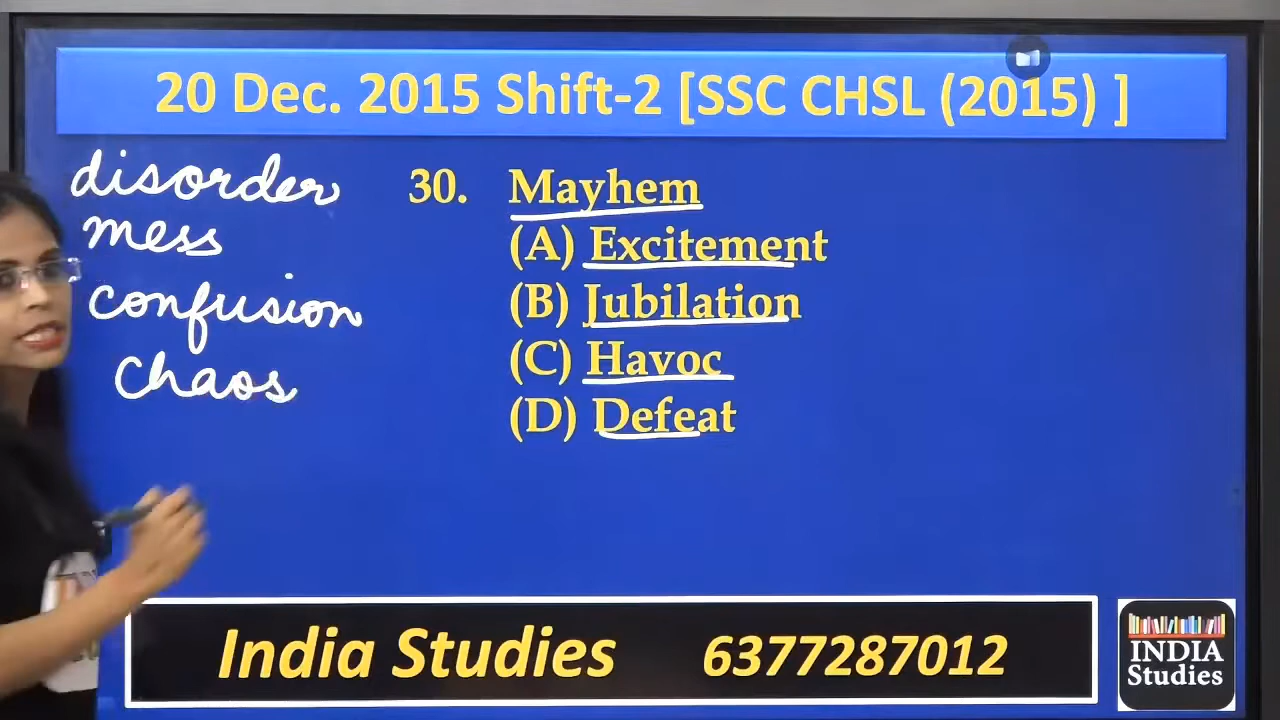 20 Dec. 2015 Shift-2 [SSC CHSL (2015) ]
disorder
mess
confusion
chaos
30. Mayhem
(A) Excitement
(B) Jubilation
(C) Havoc
(D) Defeat
India Studies 6377287012
INDIA
Studies